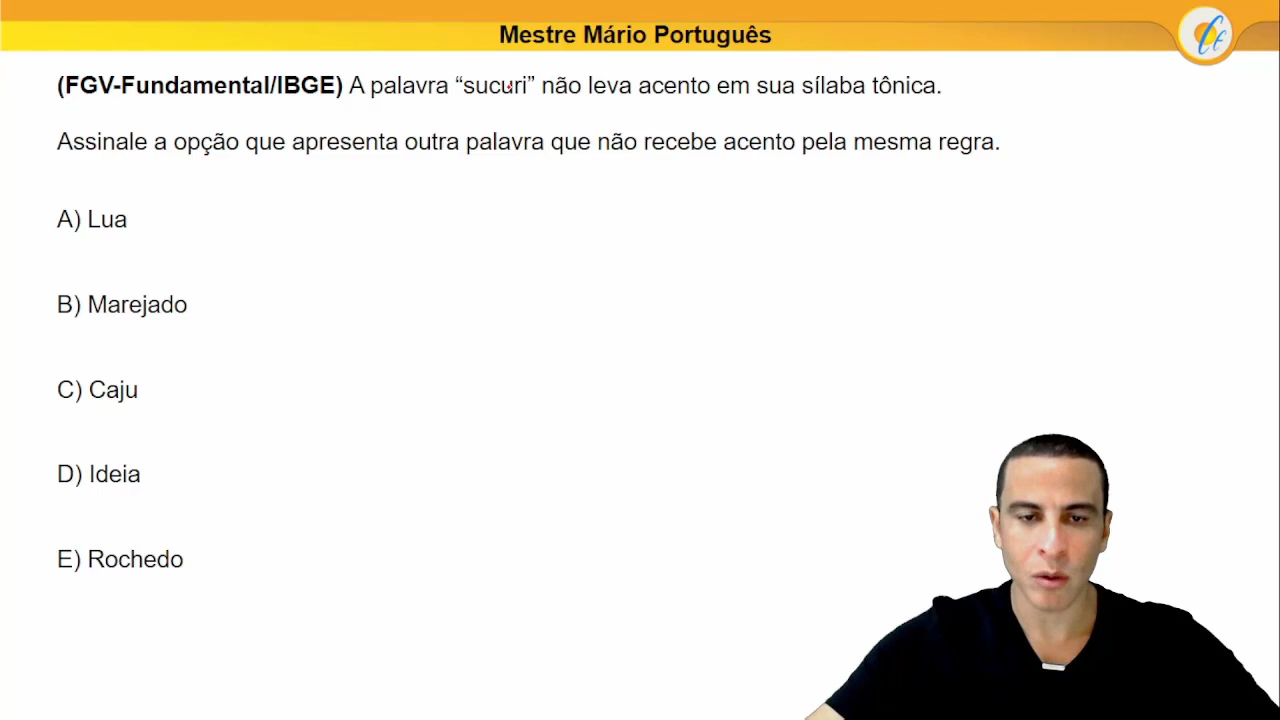 Mestre Mário Português
(FGV-Fundamental/IBGE) A palavra “sucuri” não leva acento em sua sílaba tônica.
Assinale a opção que apresenta outra palavra que não recebe acento pela mesma regra.
A) Lua
B) Marejado
C) Caju
D) Ideia
E) Rochedo